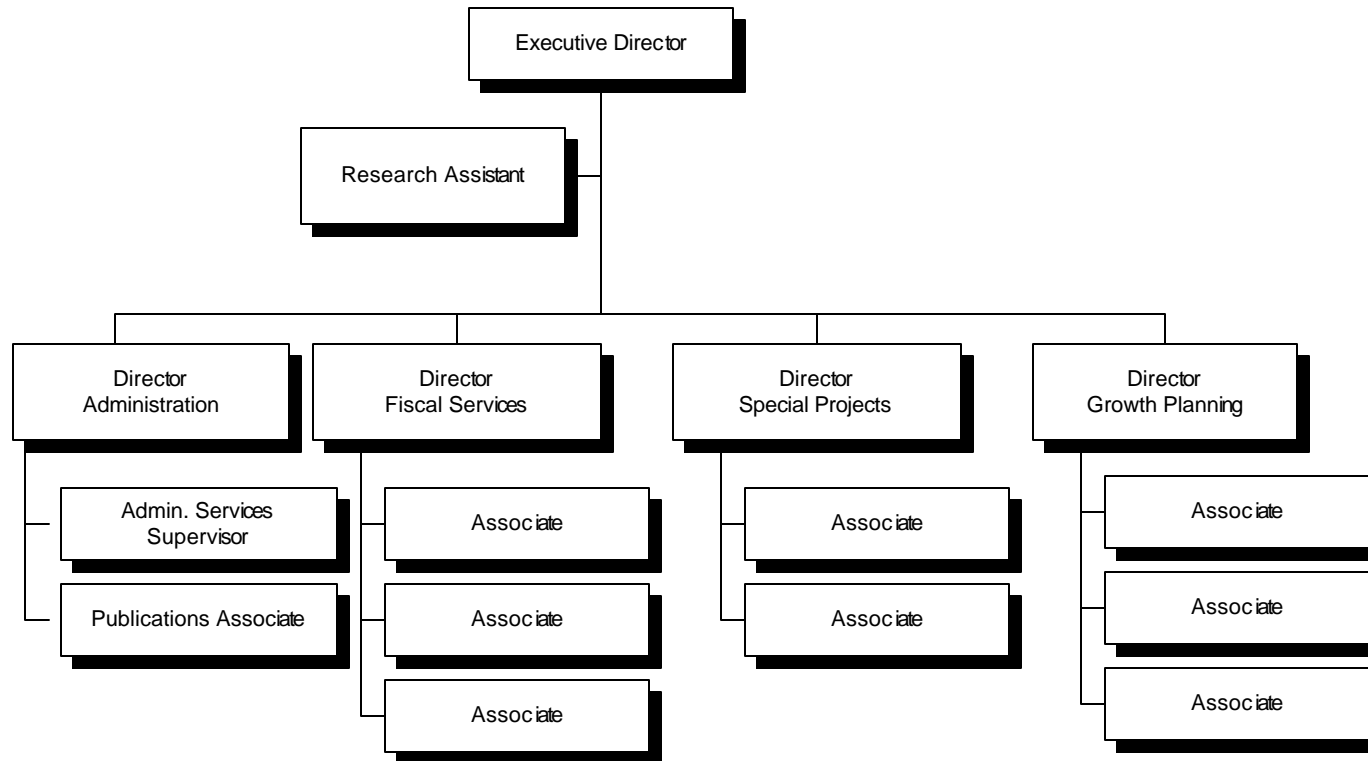 Executive Director
Research Assistant
Director
Administration
Director
Fiscal Services
Director
Special Projects
Director
Growth Planning
Admin. Services
Supervisor
Publications Associate
Associate
Associate
Associate
Associate
Associate
Associate
Associate
Associate